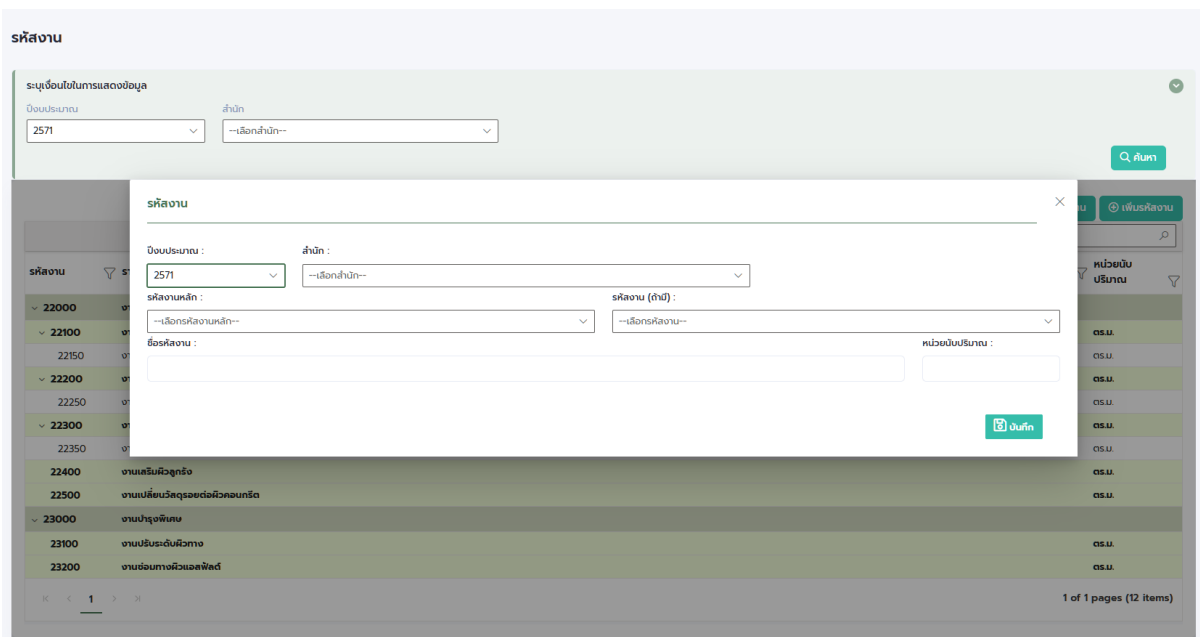 รหัสงาน
ระบุเงื่อนไขในการแสดงข้อมูล
ปีงบประมาณ สำนัก
2571 --เลือกสำนัก--
ค้นหา
รหัสงาน
เพิ่มรหัสงาน
ปีงบประมาณ : สำนัก :
2571 --เลือกสำนัก--
รหัสงานหลัก : รหัสงาน (ถ้ามี) :
--เลือกรหัสงานหลัก-- --เลือกรหัสงาน--
ชื่อรหัสงาน : หน่วยนับปริมาณ :
บันทึก
รหัสงาน หน่วยนับ
ปริมาณ
22000
22100 ตร.ม.
22150 ตร.ม.
22200 ตร.ม.
22250 ตร.ม.
22300 ตร.ม.
22350 ตร.ม.
22400 งานเสริมผิวลูกรัง ตร.ม.
22500 งานเปลี่ยนวัสดุรอยต่อผิวคอนกรีต ตร.ม.
23000 งานบำรุงพิเศษ
23100 งานปรับระดับผิวทาง ตร.ม.
23200 งานซ่อมทางผิวแอสฟัลต์ ตร.ม.
1 1 of 1 pages (12 items)